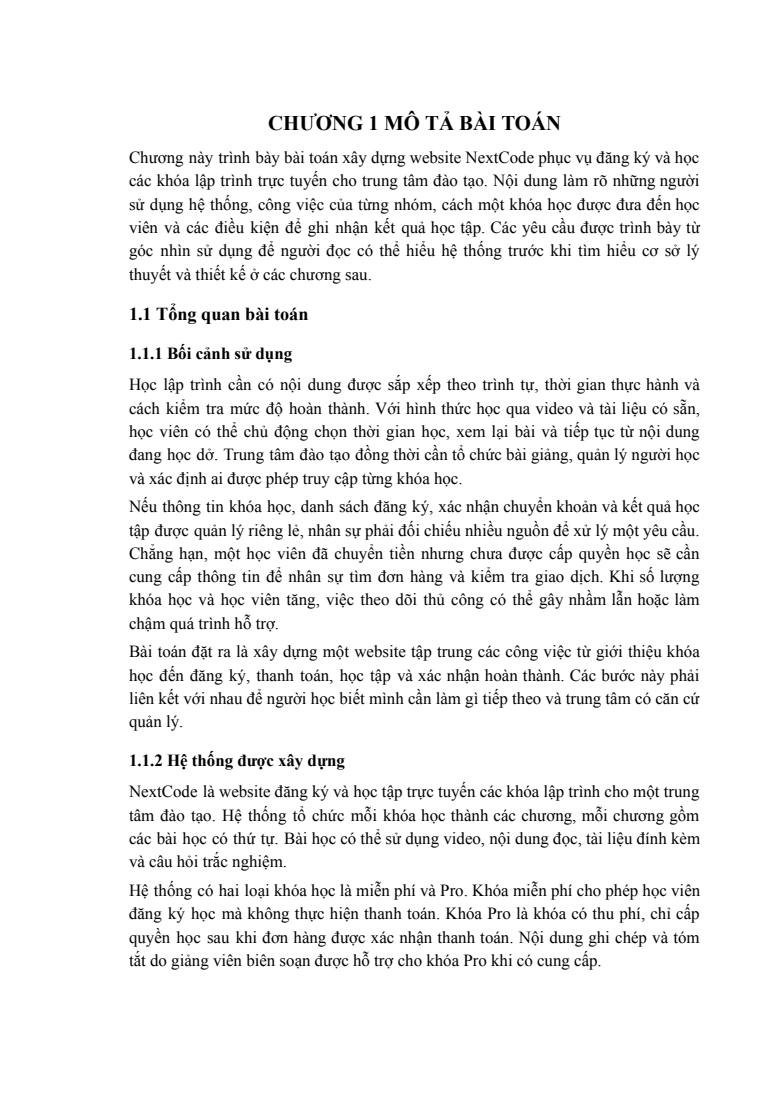 CHƯƠNG 1 MÔ TẢ BÀI TOÁN
Chương này trình bày bài toán xây dựng website NextCode phục vụ đăng ký và học
các khóa lập trình trực tuyến cho trung tâm đào tạo. Nội dung làm rõ những người
sử dụng hệ thống, công việc của từng nhóm, cách một khóa học được đưa đến học
viên và các điều kiện để ghi nhận kết quả học tập. Các yêu cầu được trình bày từ
góc nhìn sử dụng để người đọc có thể hiểu hệ thống trước khi tìm hiểu cơ sở lý
thuyết và thiết kế ở các chương sau.
1.1 Tổng quan bài toán
1.1.1 Bối cảnh sử dụng
Học lập trình cần có nội dung được sắp xếp theo trình tự, thời gian thực hành và
cách kiểm tra mức độ hoàn thành. Với hình thức học qua video và tài liệu có sẵn,
học viên có thể chủ động chọn thời gian học, xem lại bài và tiếp tục từ nội dung
đang học dở. Trung tâm đào tạo đồng thời cần tổ chức bài giảng, quản lý người học
và xác định ai được phép truy cập từng khóa học.
Nếu thông tin khóa học, danh sách đăng ký, xác nhận chuyển khoản và kết quả học
tập được quản lý riêng lẻ, nhân sự phải đối chiếu nhiều nguồn để xử lý một yêu cầu.
Chẳng hạn, một học viên đã chuyển tiền nhưng chưa được cấp quyền học sẽ cần
cung cấp thông tin để nhân sự tìm đơn hàng và kiểm tra giao dịch. Khi số lượng
khóa học và học viên tăng, việc theo dõi thủ công có thể gây nhầm lẫn hoặc làm
chậm quá trình hỗ trợ.
Bài toán đặt ra là xây dựng một website tập trung các công việc từ giới thiệu khóa
học đến đăng ký, thanh toán, học tập và xác nhận hoàn thành. Các bước này phải
liên kết với nhau để người học biết mình cần làm gì tiếp theo và trung tâm có căn cứ
quản lý.
1.1.2 Hệ thống được xây dựng
NextCode là website đăng ký và học tập trực tuyến các khóa lập trình cho một trung
tâm đào tạo. Hệ thống tổ chức mỗi khóa học thành các chương, mỗi chương gồm
các bài học có thứ tự. Bài học có thể sử dụng video, nội dung đọc, tài liệu đính kèm
và câu hỏi trắc nghiệm.
Hệ thống có hai loại khóa học là miễn phí và Pro. Khóa miễn phí cho phép học viên
đăng ký học mà không thực hiện thanh toán. Khóa Pro là khóa có thu phí, chỉ cấp
quyền học sau khi đơn hàng được xác nhận thanh toán. Nội dung ghi chép và tóm
tắt do giảng viên biên soạn được hỗ trợ cho khóa Pro khi có cung cấp.